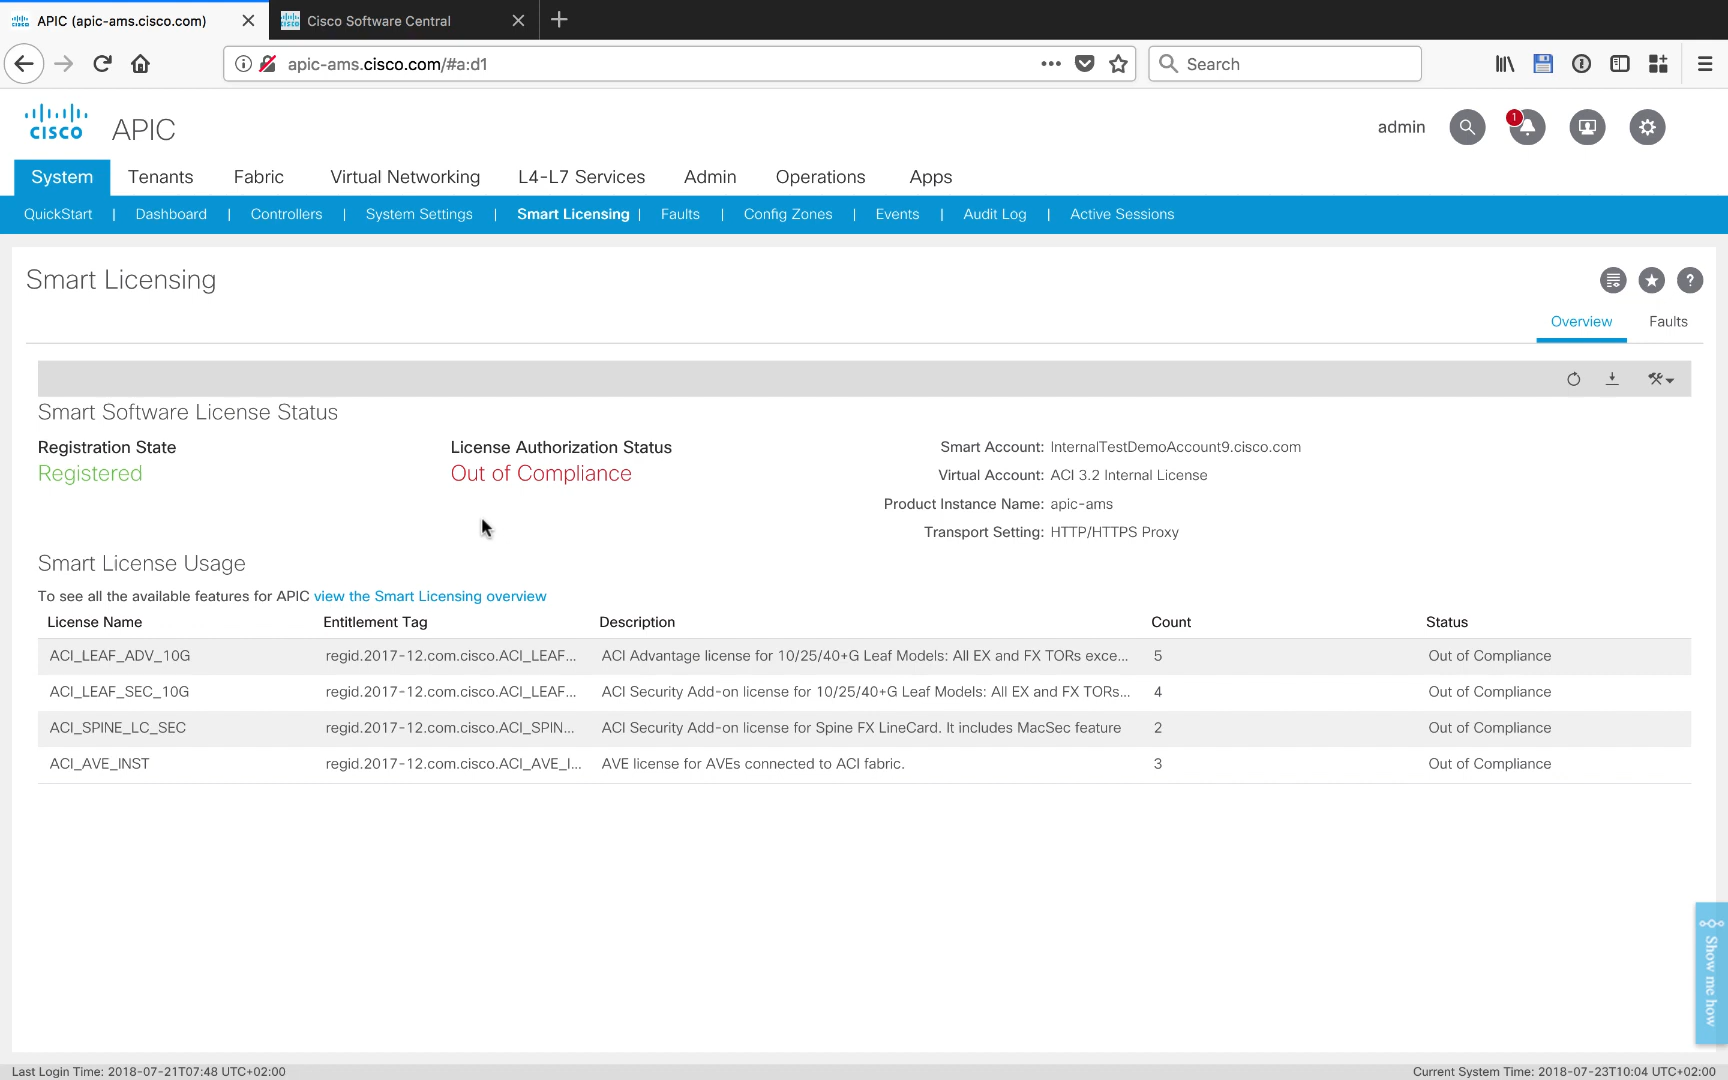 APIC (apic-ams.cisco.com)
Cisco Software Central
apic-ams.cisco.com/#a:d1
Search
cisco
APIC
admin
1
System
Tenants
Fabric
Virtual Networking
L4-L7 Services
Admin
Operations
Apps
QuickStart | Dashboard | Controllers | System Settings | Smart Licensing | Faults | Config Zones | Events | Audit Log | Active Sessions
Smart Licensing
Overview
Faults
Smart Software License Status
Registration State
Registered
License Authorization Status
Out of Compliance
Smart Account: InternalTestDemoAccount9.cisco.com
Virtual Account: ACI 3.2 Internal License
Product Instance Name: apic-ams
Transport Setting: HTTP/HTTPS Proxy
Smart License Usage
To see all the available features for APIC view the Smart Licensing overview
License Name Entitlement Tag Description Count Status
ACI_LEAF_ADV_10G regid.2017-12.com.cisco.ACI_LEAF... ACI Advantage license for 10/25/40+G Leaf Models: All EX and FX TORs exce... 5 Out of Compliance
ACI_LEAF_SEC_10G regid.2017-12.com.cisco.ACI_LEAF... ACI Security Add-on license for 10/25/40+G Leaf Models: All EX and FX TORs... 4 Out of Compliance
ACI_SPINE_LC_SEC regid.2017-12.com.cisco.ACI_SPIN... ACI Security Add-on license for Spine FX LineCard. It includes MacSec feature 2 Out of Compliance
ACI_AVE_INST regid.2017-12.com.cisco.ACI_AVE_I... AVE license for AVEs connected to ACI fabric. 3 Out of Compliance
Show me how
Last Login Time: 2018-07-21T07:48 UTC+02:00
Current System Time: 2018-07-23T10:04 UTC+02:00